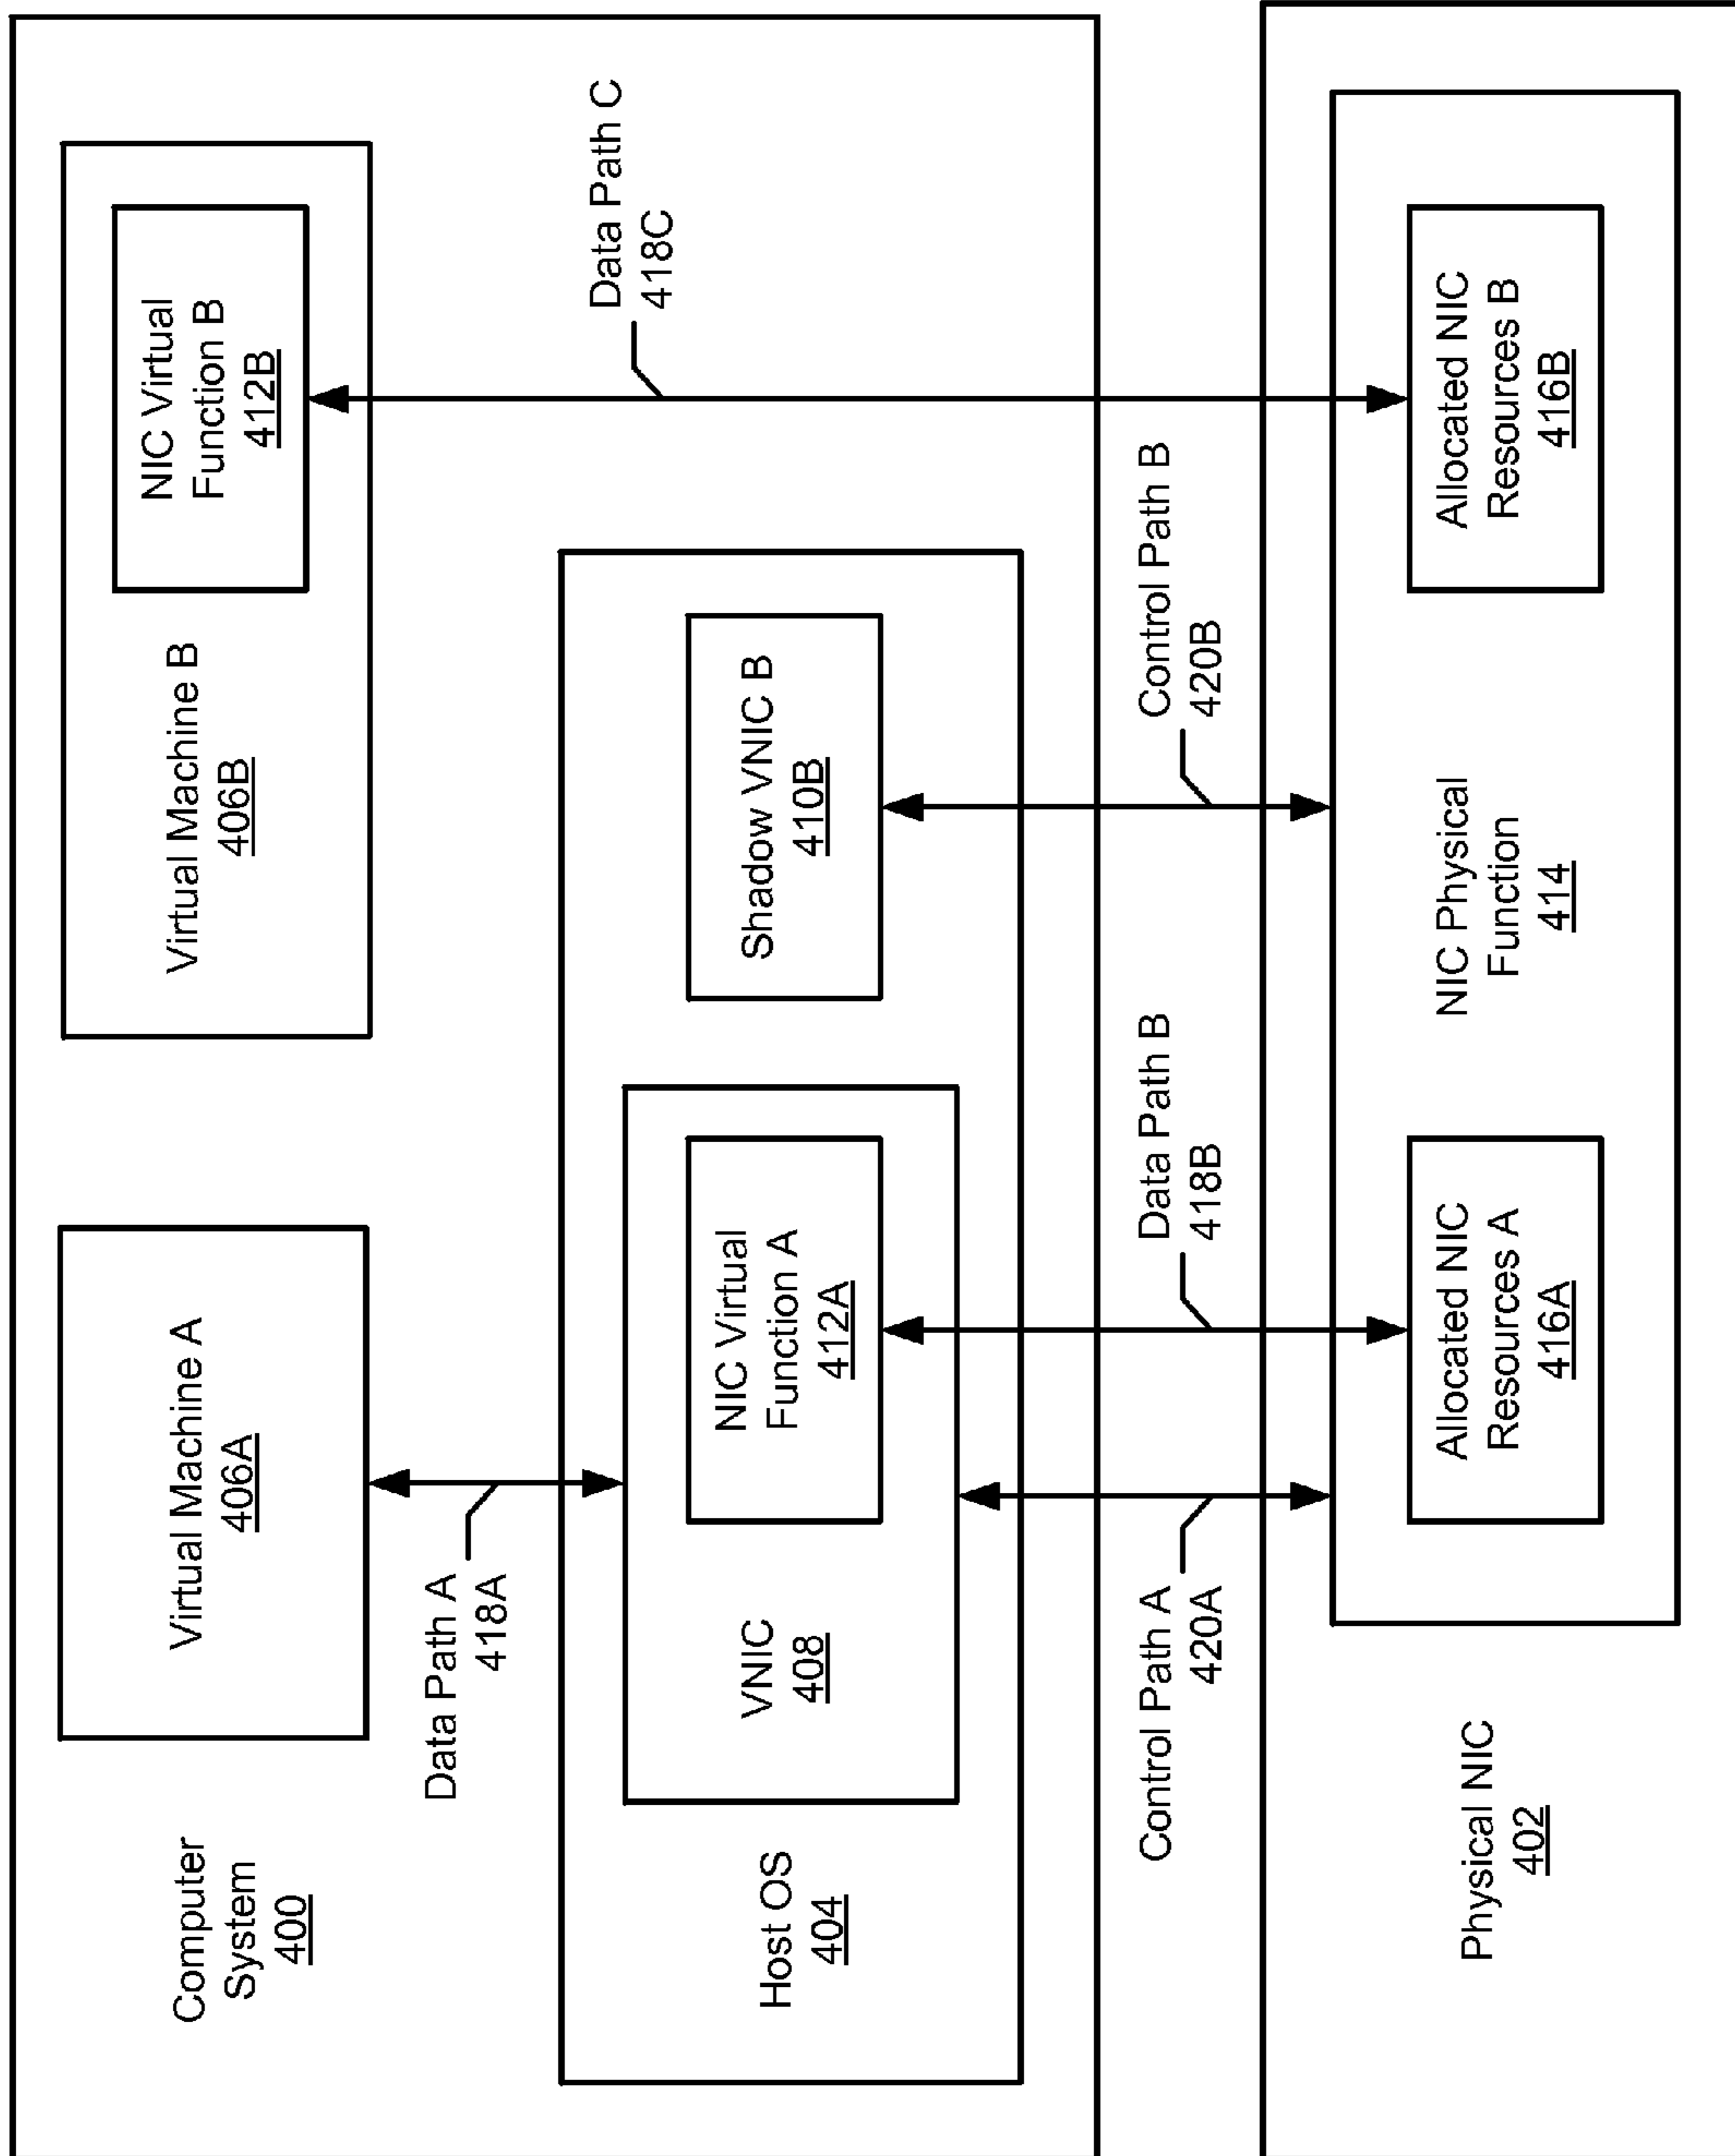 Computer
System
400
Virtual Machine A
406A
Virtual Machine B
406B
NIC Virtual
Function B
412B
Data Path A
418A
Data Path C
418C
Host OS
404
VNIC
408
NIC Virtual
Function A
412A
Shadow VNIC B
410B
Control Path A
420A
Data Path B
418B
Control Path B
420B
Physical NIC
402
Allocated NIC
Resources A
416A
NIC Physical
Function
414
Allocated NIC
Resources B
416B